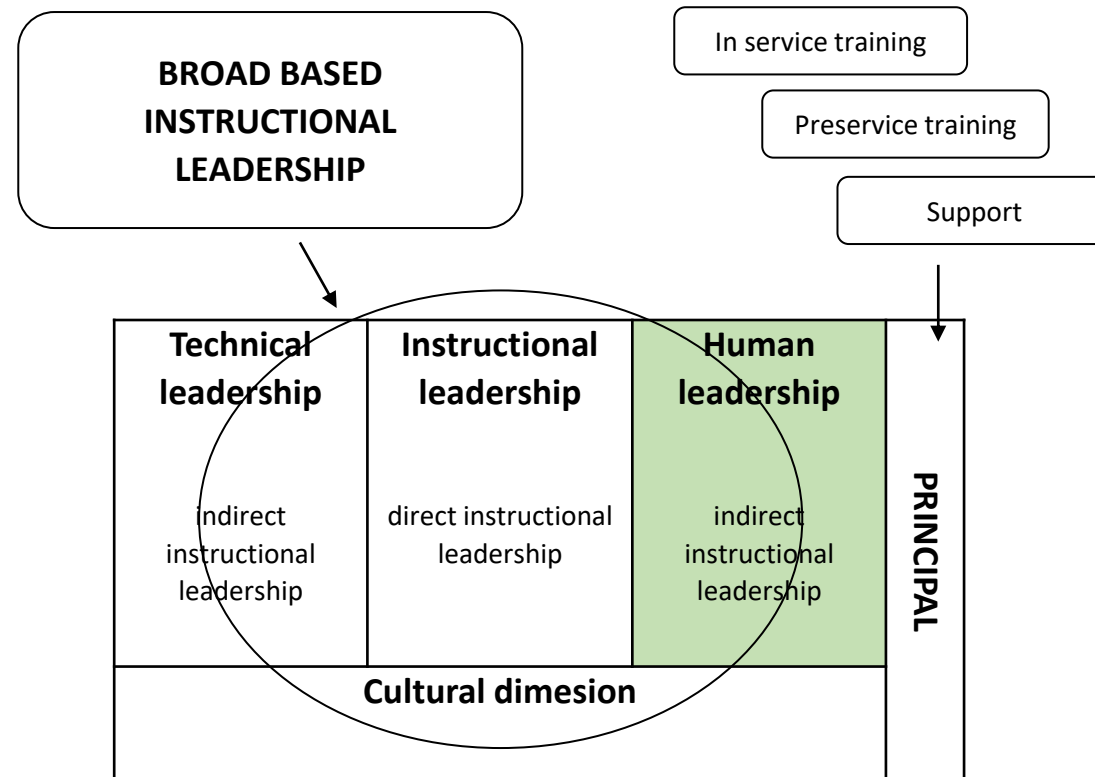 BROAD BASED
INSTRUCTIONAL
LEADERSHIP
In service training
Preservice training
Support
Technical
leadership
indirect
instructional
leadership
Instructional
leadership
direct instructional
leadership
Human
leadership
indirect
instructional
leadership
PRINCIPAL
Cultural dimesion